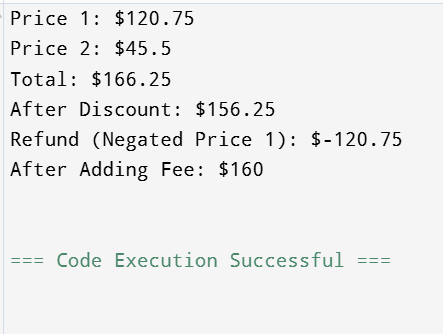 Price 1: $120.75
Price 2: $45.5
Total: $166.25
After Discount: $156.25
Refund (Negated Price 1): $-120.75
After Adding Fee: $160
=== Code Execution Successful ===